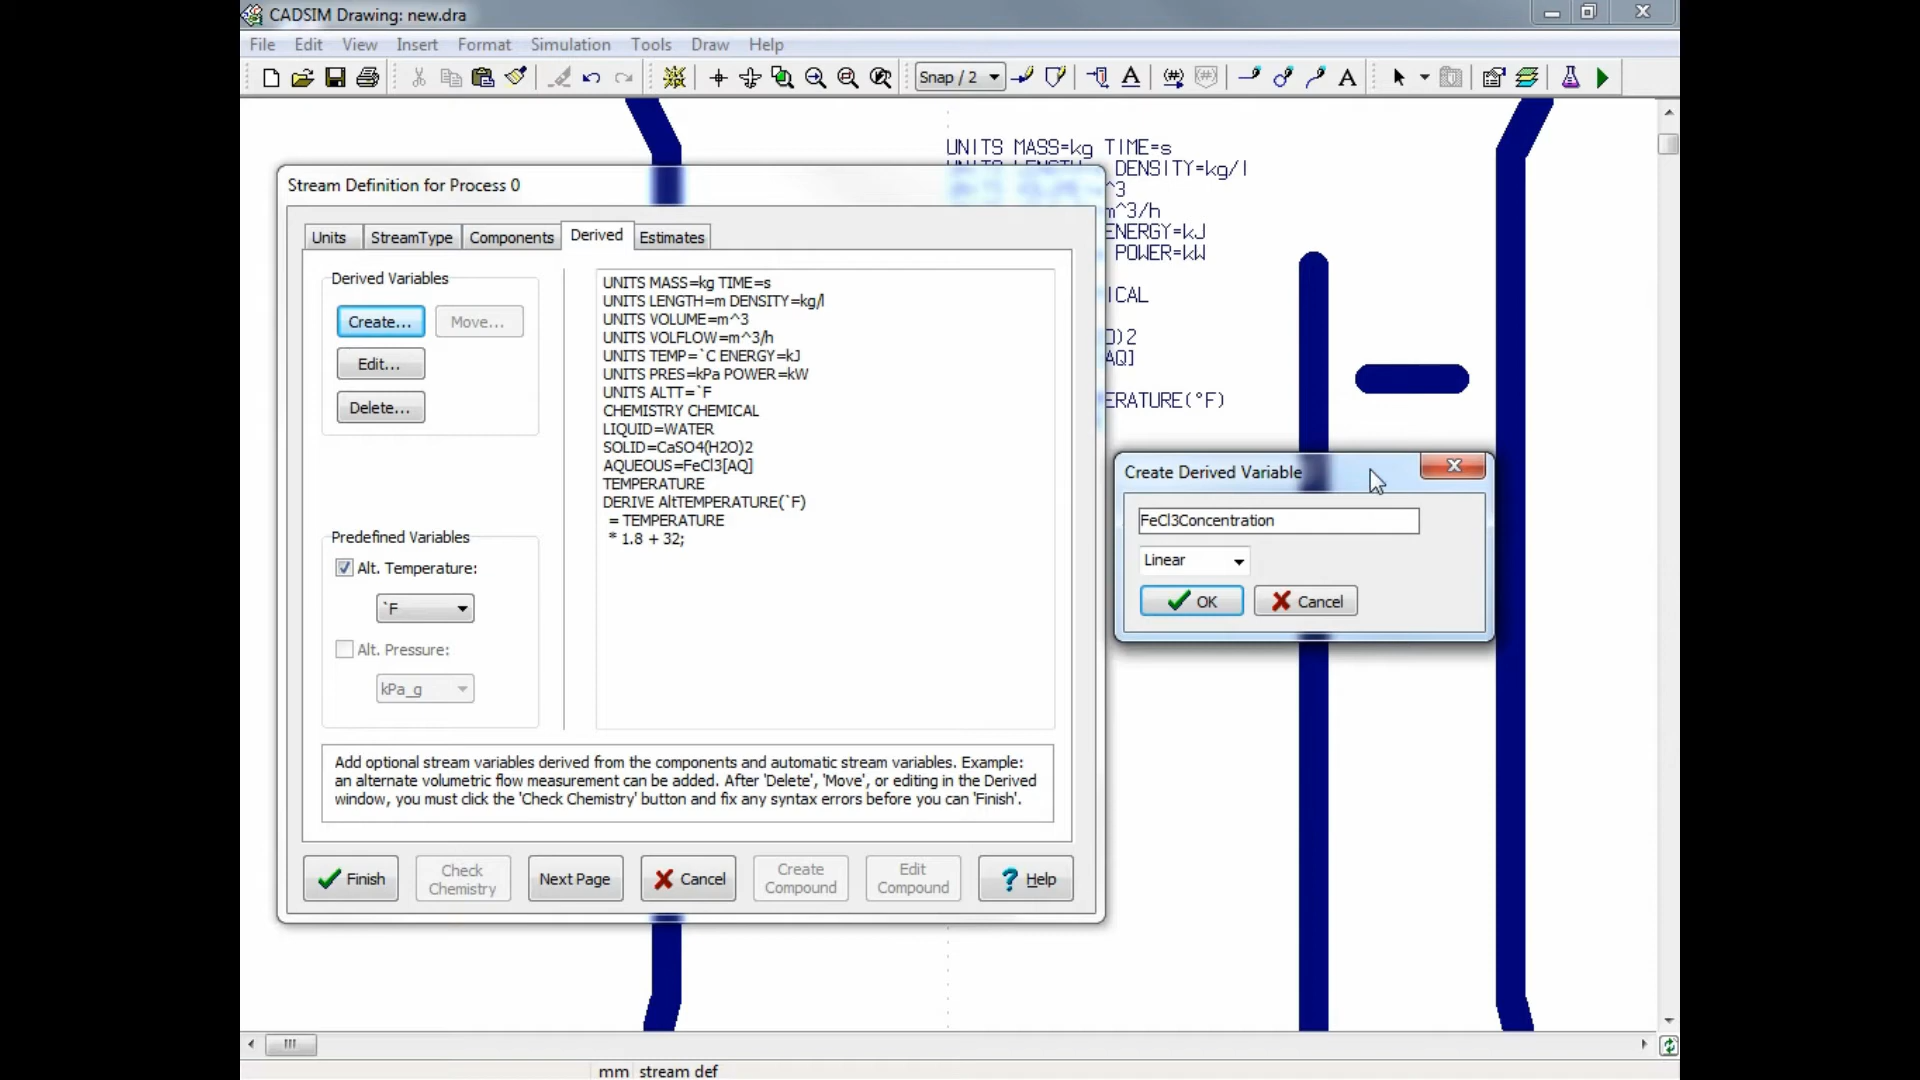 CADSIM Drawing: new.dra
File Edit View Insert Format Simulation Tools Draw Help
Snap / 2
UNITS MASS=kg TIME=s
DENSITY=kg/l
^3
m^3/h
ENERGY=kJ
POWER=kW
ICAL
O)2
AQ]
ERATURE(°F)
Stream Definition for Process 0
Units StreamType Components Derived Estimates
Derived Variables
Create... Move...
Edit...
Delete...
Predefined Variables
Alt. Temperature:
`F
Alt. Pressure:
kPa_g
UNITS MASS=kg TIME=s
UNITS LENGTH=m DENSITY=kg/l
UNITS VOLUME=m^3
UNITS VOLFLOW=m^3/h
UNITS TEMP=`C ENERGY=kJ
UNITS PRES=kPa POWER=kW
UNITS ALTT=`F
CHEMISTRY CHEMICAL
LIQUID=WATER
SOLID=CaSO4(H2O)2
AQUEOUS=FeCl3[AQ]
TEMPERATURE
DERIVE AltTEMPERATURE(`F)
= TEMPERATURE
* 1.8 + 32;
Add optional stream variables derived from the components and automatic stream variables. Example:
an alternate volumetric flow measurement can be added. After 'Delete', 'Move', or editing in the Derived
window, you must click the 'Check Chemistry' button and fix any syntax errors before you can 'Finish'.
Finish
Check
Chemistry
Next Page
Cancel
Create
Compound
Edit
Compound
Help
Create Derived Variable
FeCl3Concentration
Linear
OK Cancel
mm stream def